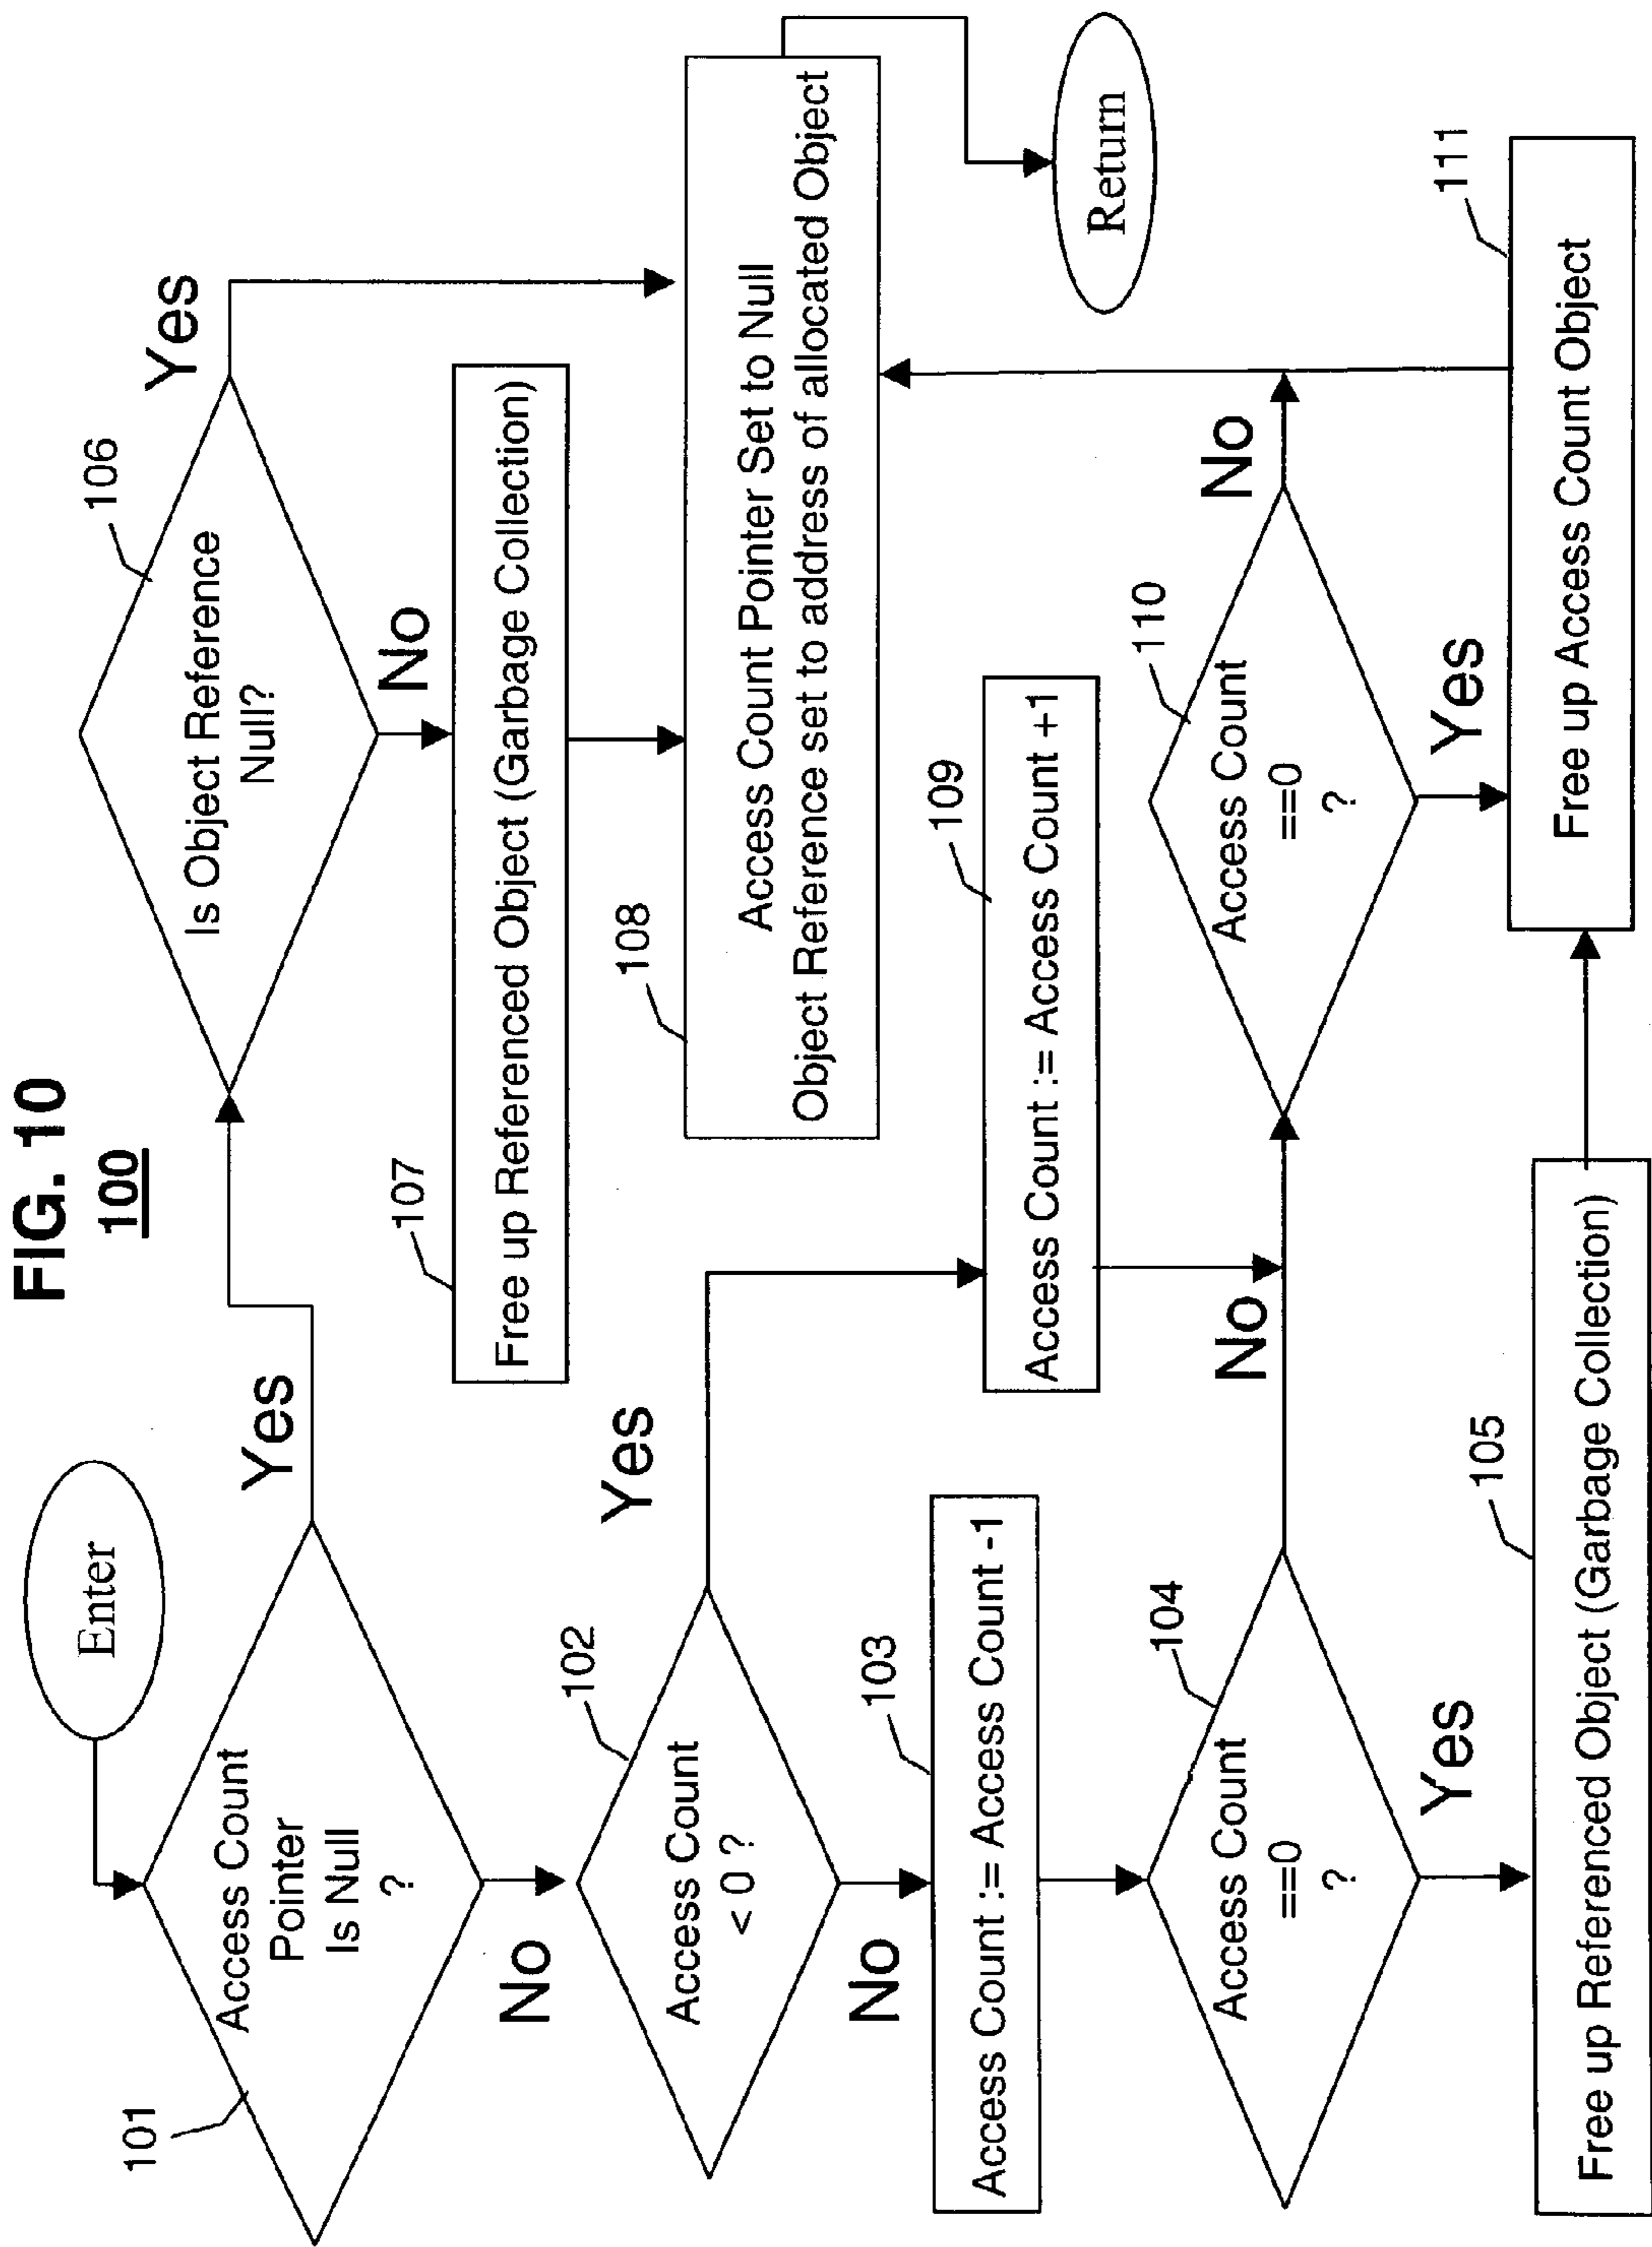 FIG. 10
100
Enter
101
Access Count
Pointer
Is Null
?
Yes
No
102
Access Count
< 0 ?
Yes
No
103
Access Count := Access Count -1
104
Access Count
==0
?
No
Yes
105
Free up Referenced Object (Garbage Collection)
106
Is Object Reference
Null?
Yes
No
107
Free up Referenced Object (Garbage Collection)
108
Access Count Pointer Set to Null
Object Reference set to address of allocated Object
Return
109
Access Count := Access Count +1
110
Access Count
==0
?
No
Yes
111
Free up Access Count Object